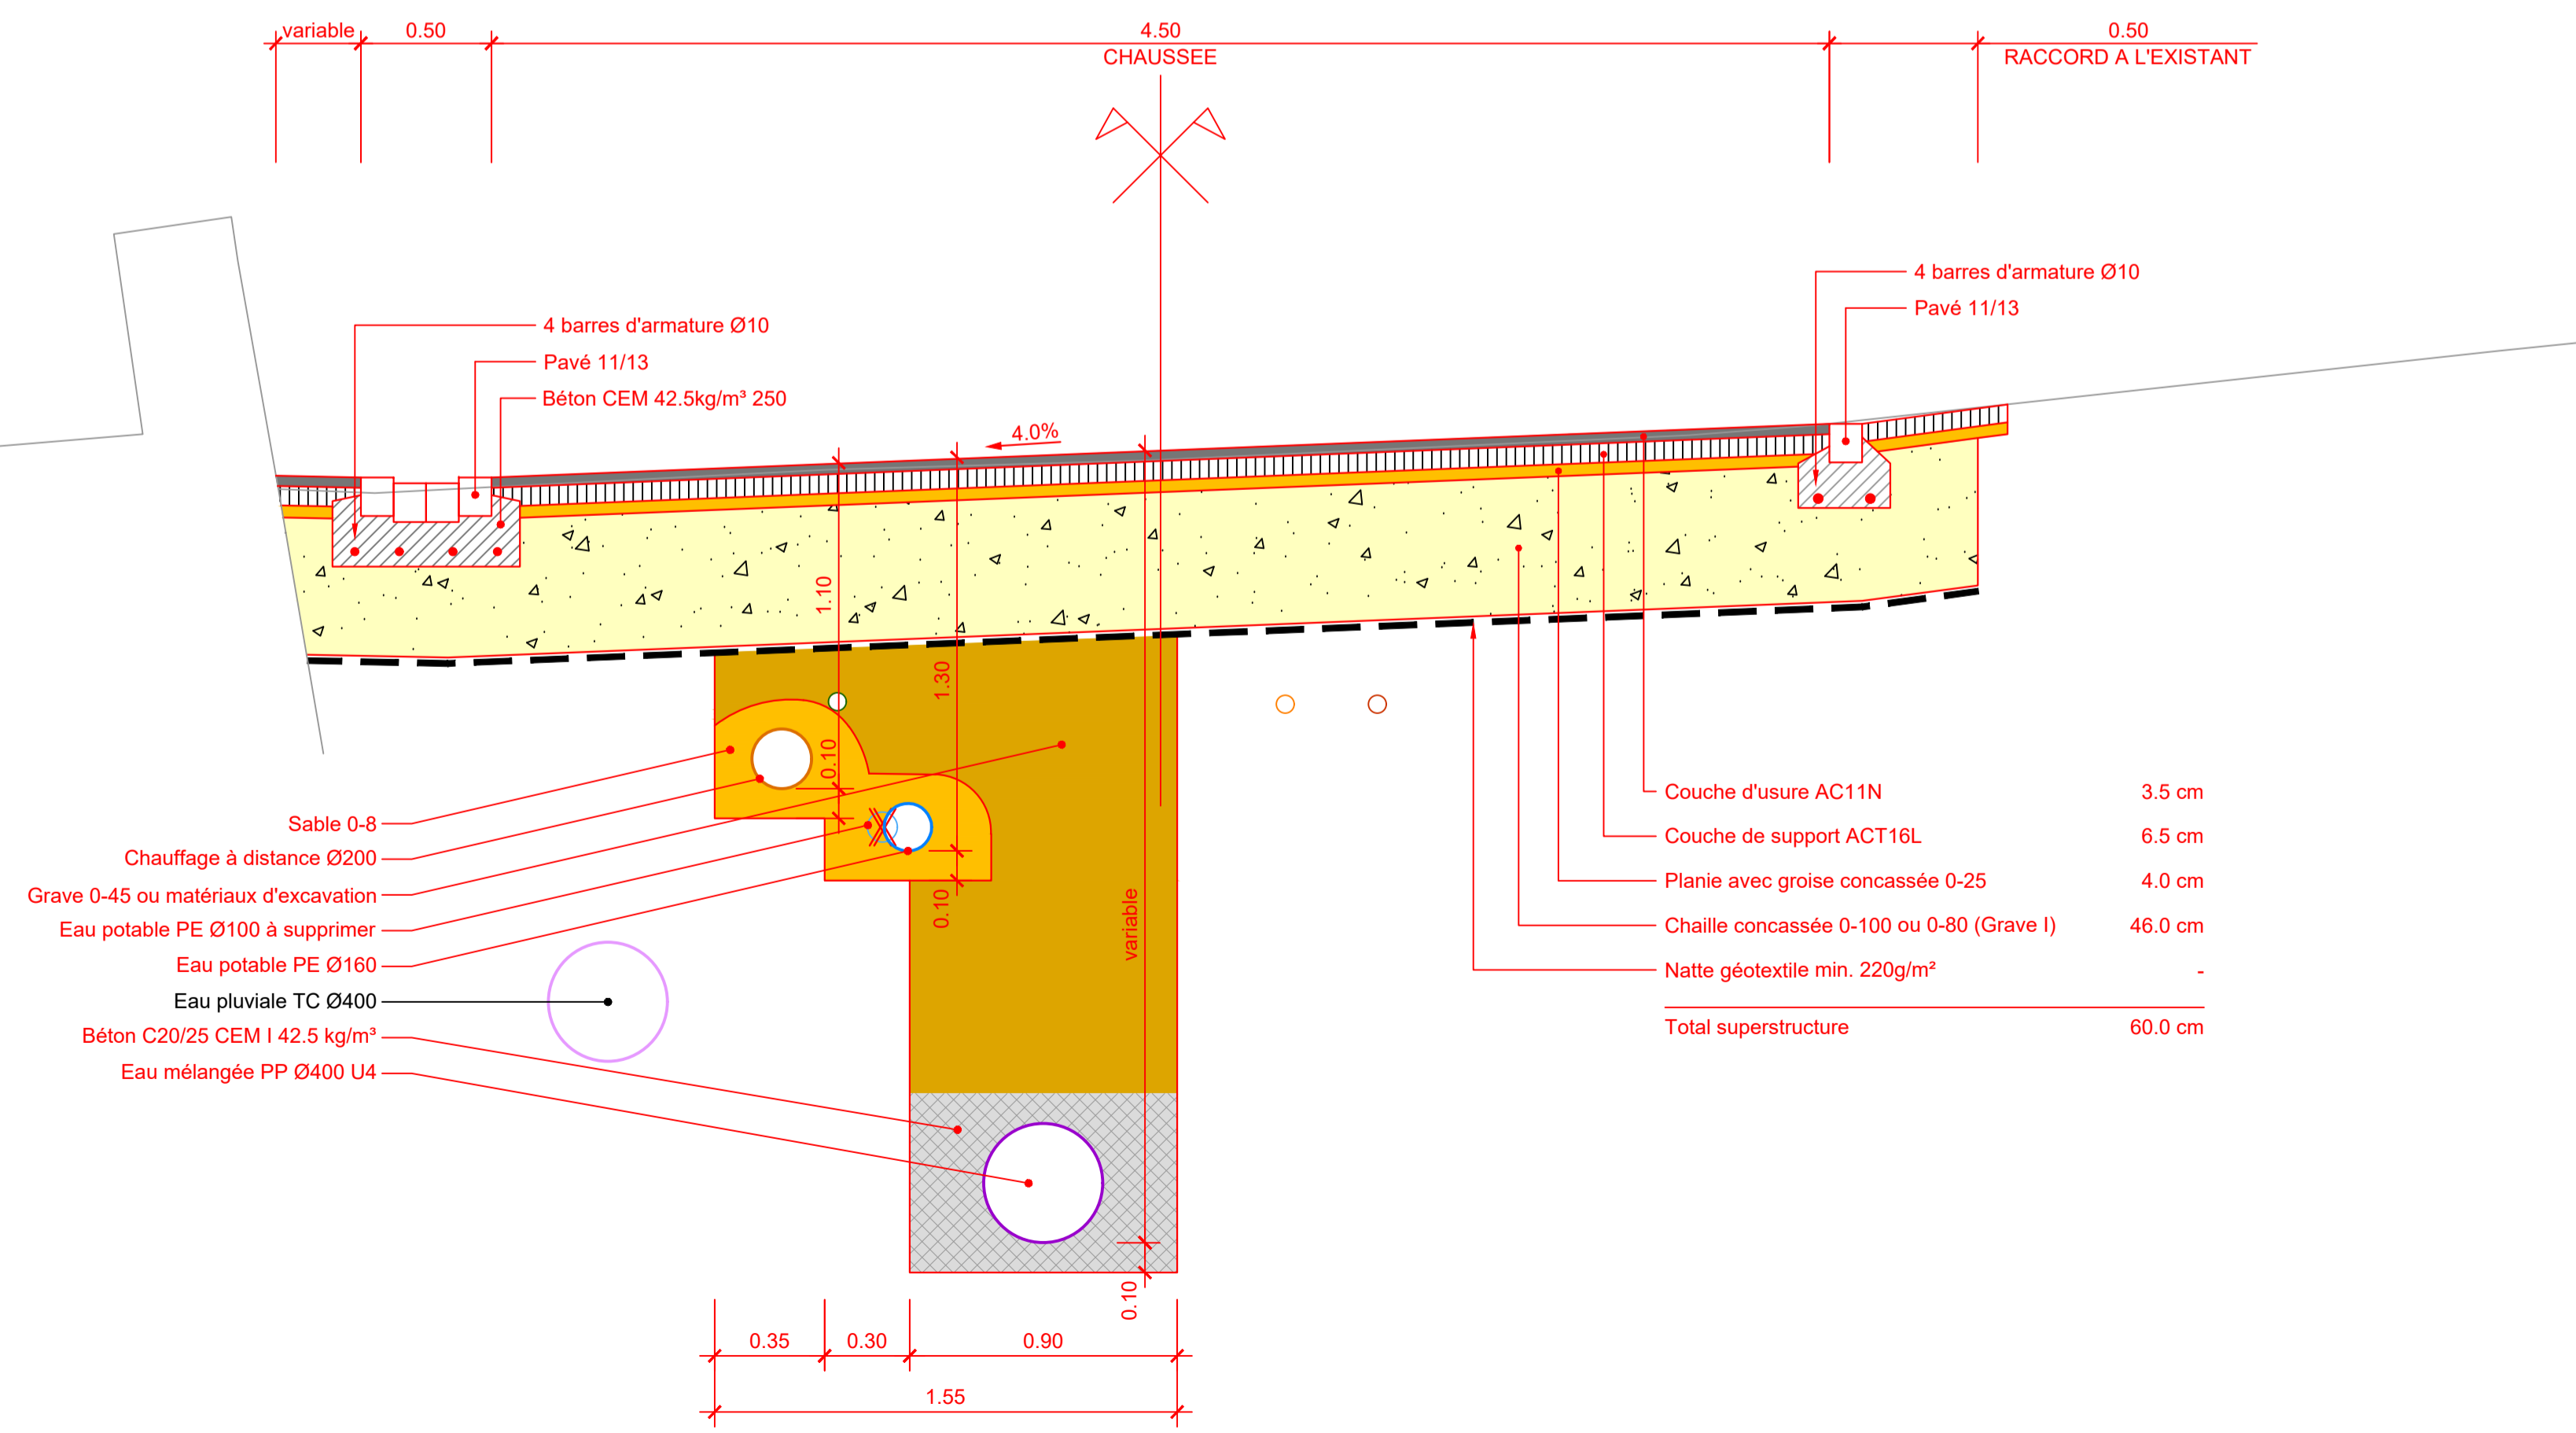 variable
0.50
4.50
0.50
CHAUSSEE
RACCORD A L'EXISTANT
4 barres d'armature Ø10
Pavé 11/13
4 barres d'armature Ø10
Pavé 11/13
Béton CEM 42.5kg/m³ 250
4.0%
1.10
1.30
0.10
0.10
variable
0.10
Sable 0-8
Chauffage à distance Ø200
Grave 0-45 ou matériaux d'excavation
Eau potable PE Ø100 à supprimer
Eau potable PE Ø160
Eau pluviale TC Ø400
Béton C20/25 CEM I 42.5 kg/m³
Eau mélangée PP Ø400 U4
Couche d'usure AC11N 3.5 cm
Couche de support ACT16L 6.5 cm
Planie avec groise concassée 0-25 4.0 cm
Chaille concassée 0-100 ou 0-80 (Grave I) 46.0 cm
Natte géotextile min. 220g/m² -
Total superstructure 60.0 cm
0.35
0.30
0.90
1.55